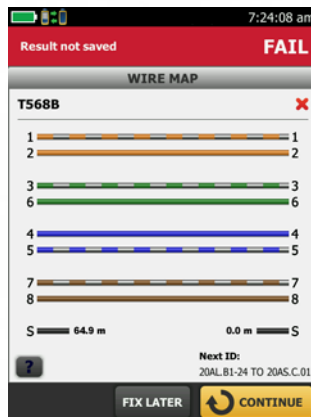 7:24:08 am
Result not saved FAIL
WIRE MAP
T568B
1 1
2 2
3 3
6 6
4 4
5 5
7 7
8 8
S 64.9 m 0.0 m S
Next ID:
? 20AL.B1-24 TO 20AS.C.01
FIX LATER CONTINUE